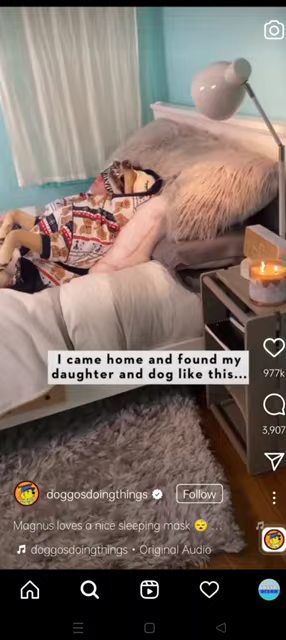 I came home and found my
daughter and dog like this...
977k
3,907
doggosdoingthings
Follow
Magnus loves a nice sleeping mask 😴 ...
doggosdoingthings • Original Audio